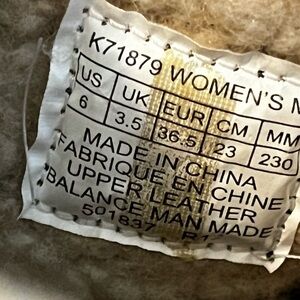 K71879 WOMEN'S M
US UK EUR CM MM
6 3.5 36.5 23 230
MADE IN CHINA
FABRIQUE EN CHINE
UPPER LEATHER
BALANCE MAN MADE
501837